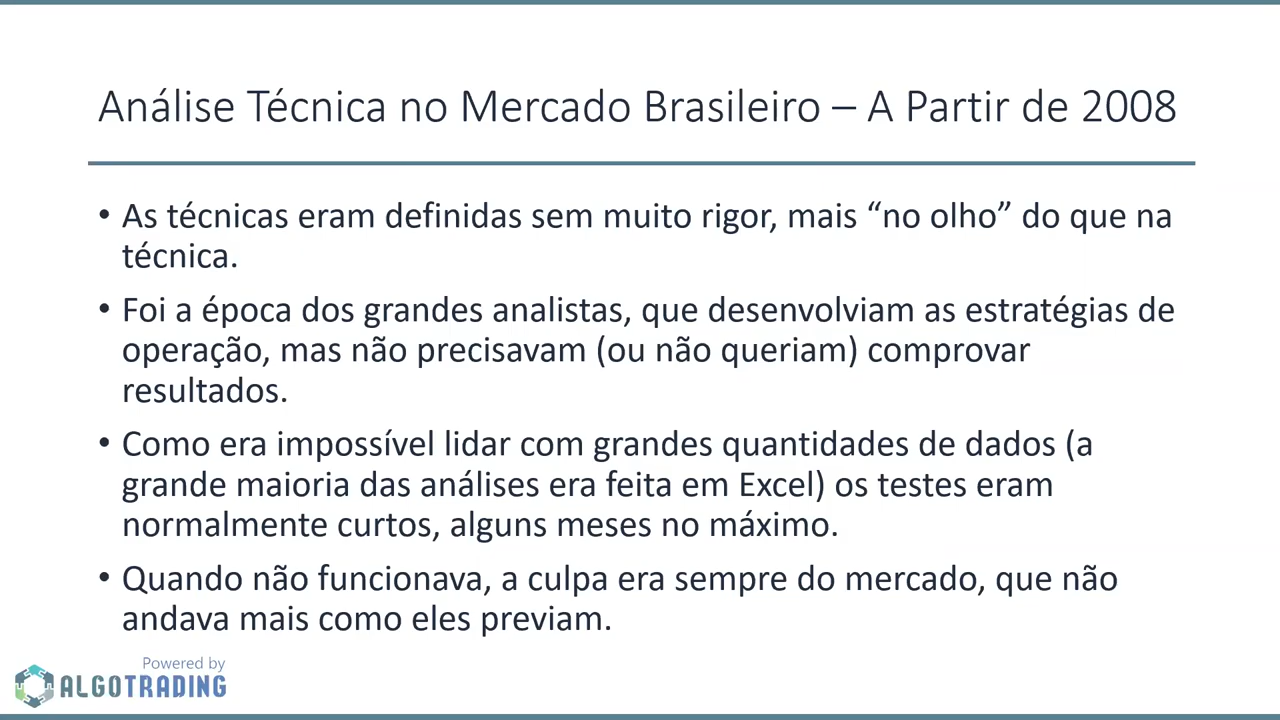 Análise Técnica no Mercado Brasileiro – A Partir de 2008
• As técnicas eram definidas sem muito rigor, mais “no olho” do que na
técnica.
• Foi a época dos grandes analistas, que desenvolviam as estratégias de
operação, mas não precisavam (ou não queriam) comprovar
resultados.
• Como era impossível lidar com grandes quantidades de dados (a
grande maioria das análises era feita em Excel) os testes eram
normalmente curtos, alguns meses no máximo.
• Quando não funcionava, a culpa era sempre do mercado, que não
andava mais como eles previam.
Powered by
ALGOTRADING